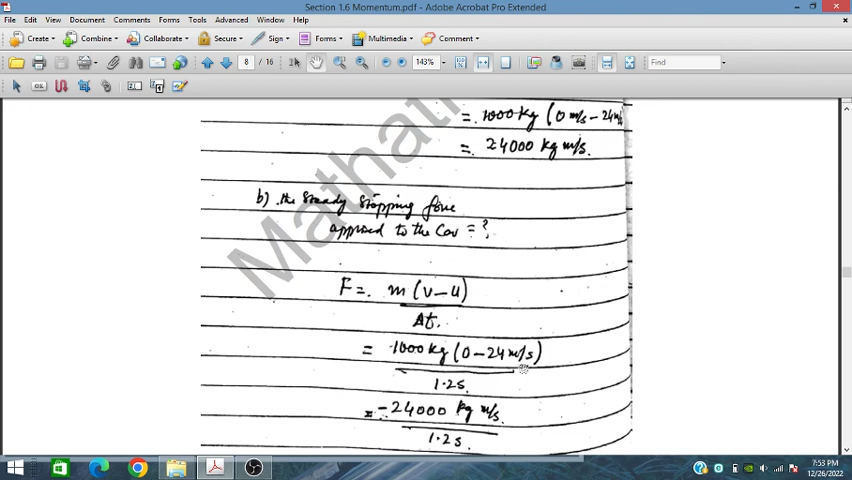 Section 1.6 Momentum.pdf - Adobe Acrobat Pro Extended
File Edit View Document Comments Forms Tools Advanced Window Help
Create Combine Collaborate Secure Sign Forms Multimedia Comment
8 / 16 143% Find
= 1000 kg (0 m/s - 24 m/s
= 24000 kg m/s.
b) the steady stopping force
applied to the Car = ?
F = m (v - u)
Δt.
= 1000 kg (0 - 24 m/s)
1.2 s.
= -24000 kg m/s.
1.2 s.
7:53 PM
12/26/2022